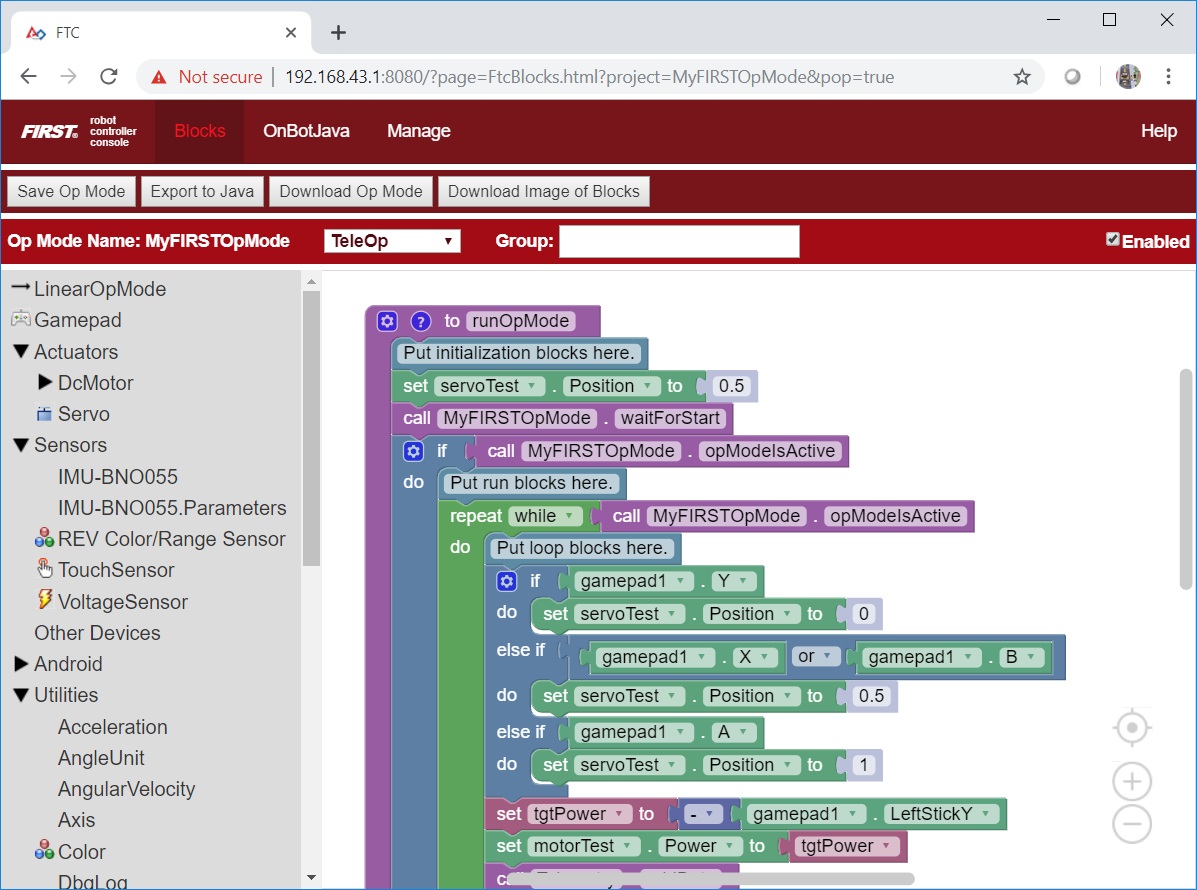 FTC
Not secure | 192.168.43.1:8080/?page=FtcBlocks.html?project=MyFIRSTOpMode&pop=true
FIRST® robot controller console Blocks OnBotJava Manage Help
Save Op Mode Export to Java Download Op Mode Download Image of Blocks
Op Mode Name: MyFIRSTOpMode TeleOp Group: Enabled
LinearOpMode
Gamepad
Actuators
DcMotor
Servo
Sensors
IMU-BNO055
IMU-BNO055.Parameters
REV Color/Range Sensor
TouchSensor
VoltageSensor
Other Devices
Android
Utilities
Acceleration
AngleUnit
AngularVelocity
Axis
Color
DbgLog
? to runOpMode
Put initialization blocks here.
set servoTest . Position to 0.5
call MyFIRSTOpMode . waitForStart
if call MyFIRSTOpMode . opModeIsActive
do Put run blocks here.
repeat while call MyFIRSTOpMode . opModeIsActive
do Put loop blocks here.
if gamepad1 . Y
do set servoTest . Position to 0
else if gamepad1 . X or gamepad1 . B
do set servoTest . Position to 0.5
else if gamepad1 . A
do set servoTest . Position to 1
set tgtPower to - gamepad1 . LeftStickY
set motorTest . Power to tgtPower